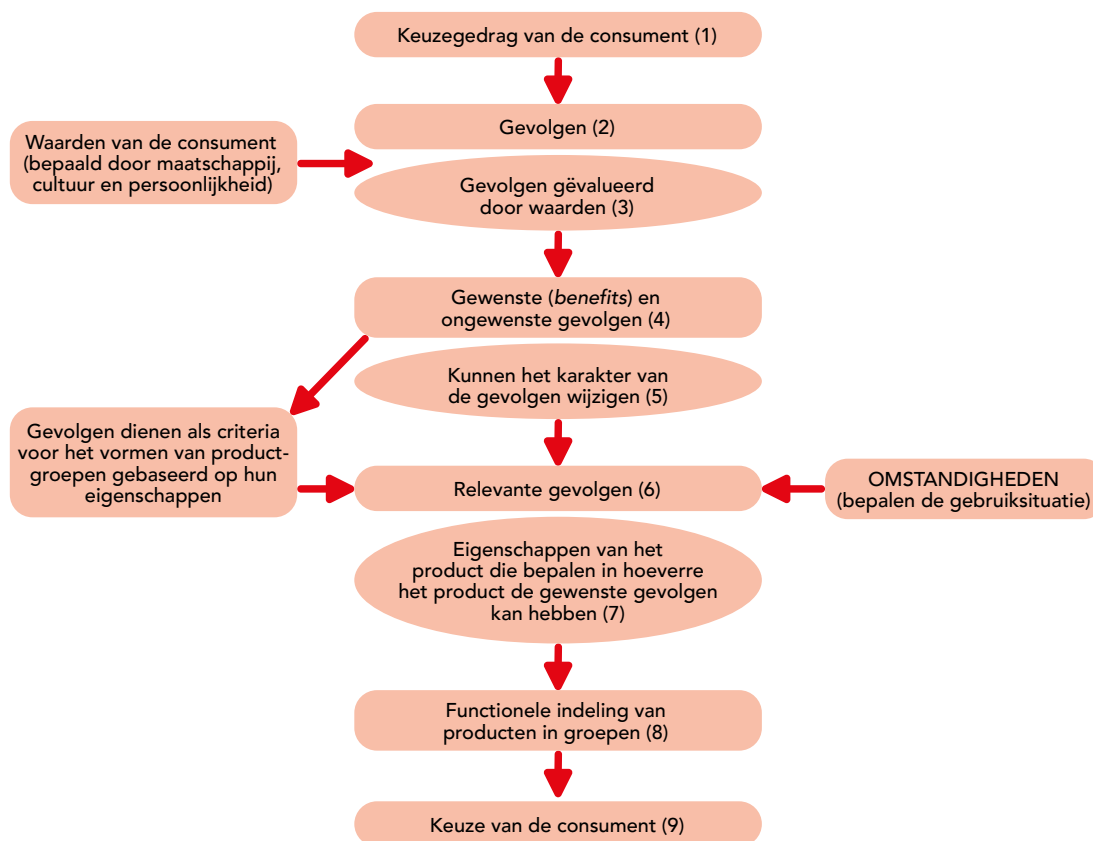 Keuzegedrag van de consument (1)
Gevolgen (2)
Waarden van de consument
(bepaald door maatschappij,
cultuur en persoonlijkheid)
Gevolgen gëvalueerd
door waarden (3)
Gewenste (benefits) en
ongewenste gevolgen (4)
Kunnen het karakter van
de gevolgen wijzigen (5)
Gevolgen dienen als criteria
voor het vormen van product-
groepen gebaseerd op hun
eigenschappen
Relevante gevolgen (6)
OMSTANDIGHEDEN
(bepalen de gebruiksituatie)
Eigenschappen van het
product die bepalen in hoeverre
het product de gewenste gevolgen
kan hebben (7)
Functionele indeling van
producten in groepen (8)
Keuze van de consument (9)